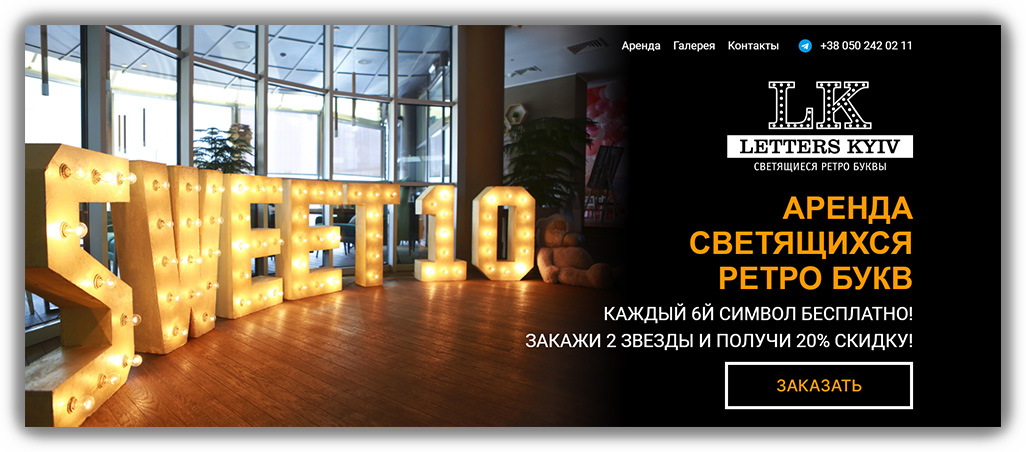 Аренда Галерея Контакты +38 050 242 02 11
LK
LETTERS KYIV
СВЕТЯЩИЕСЯ РЕТРО БУКВЫ
SWEET 10
АРЕНДА
СВЕТЯЩИХСЯ
РЕТРО БУКВ
КАЖДЫЙ 6Й СИМВОЛ БЕСПЛАТНО!
ЗАКАЖИ 2 ЗВЕЗДЫ И ПОЛУЧИ 20% СКИДКУ!
ЗАКАЗАТЬ